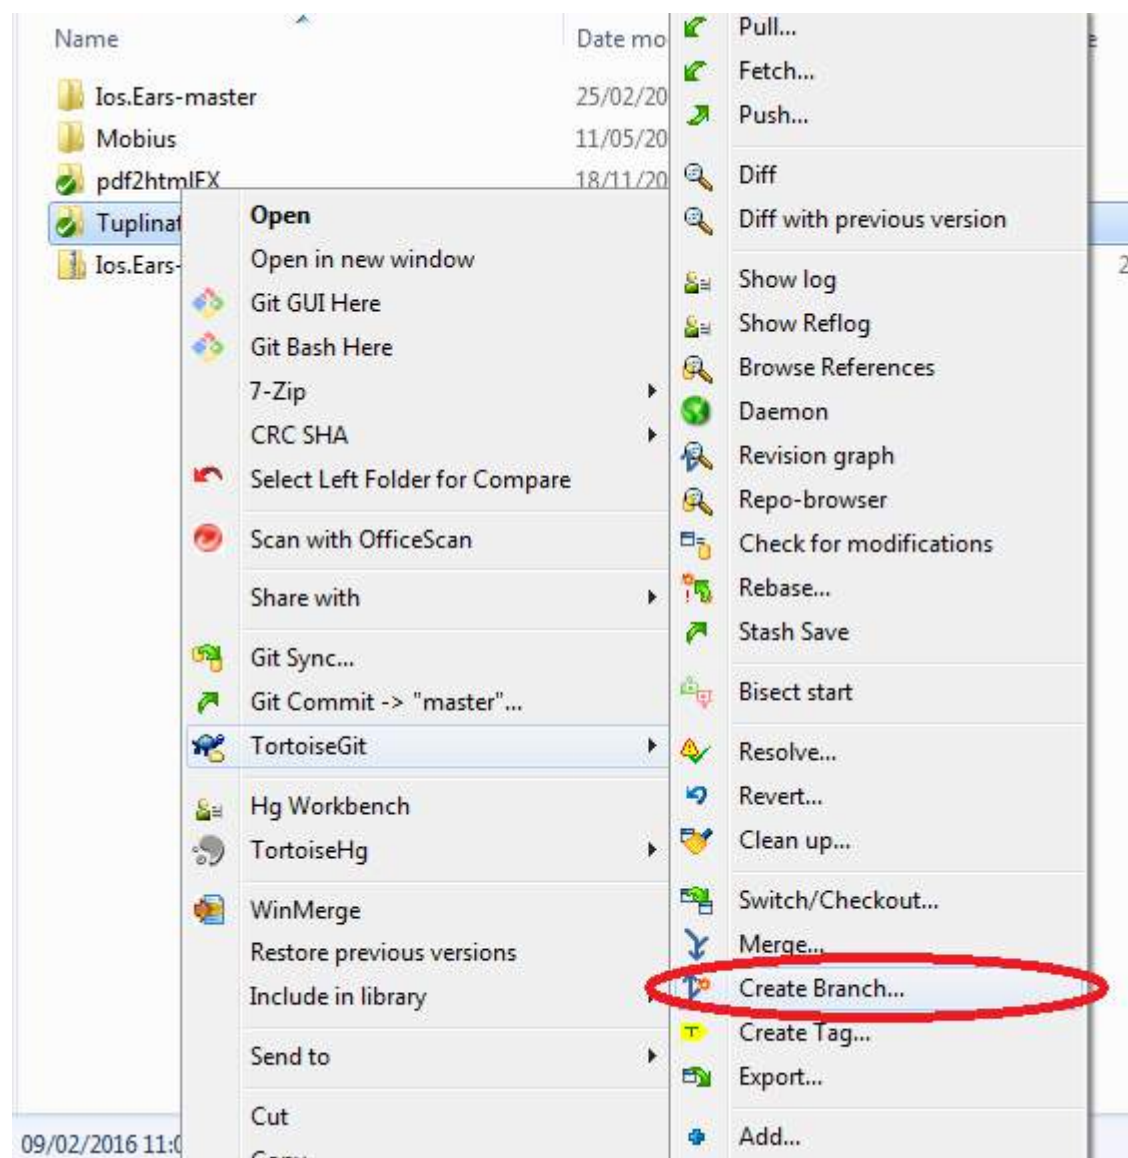 Name
Date mo
Ios.Ears-master
25/02/20
Mobius
11/05/20
pdf2htmlEX
18/11/20
Tuplinat
Ios.Ears-
2
Open
Open in new window
Git GUI Here
Git Bash Here
7-Zip
CRC SHA
Select Left Folder for Compare
Scan with OfficeScan
Share with
Git Sync...
Git Commit -> "master"...
TortoiseGit
Hg Workbench
TortoiseHg
WinMerge
Restore previous versions
Include in library
Send to
Cut
Copy
Pull...
Fetch...
Push...
Diff
Diff with previous version
Show log
Show Reflog
Browse References
Daemon
Revision graph
Repo-browser
Check for modifications
Rebase...
Stash Save
Bisect start
Resolve...
Revert...
Clean up...
Switch/Checkout...
Merge...
Create Branch...
Create Tag...
Export...
Add...
09/02/2016 11:0